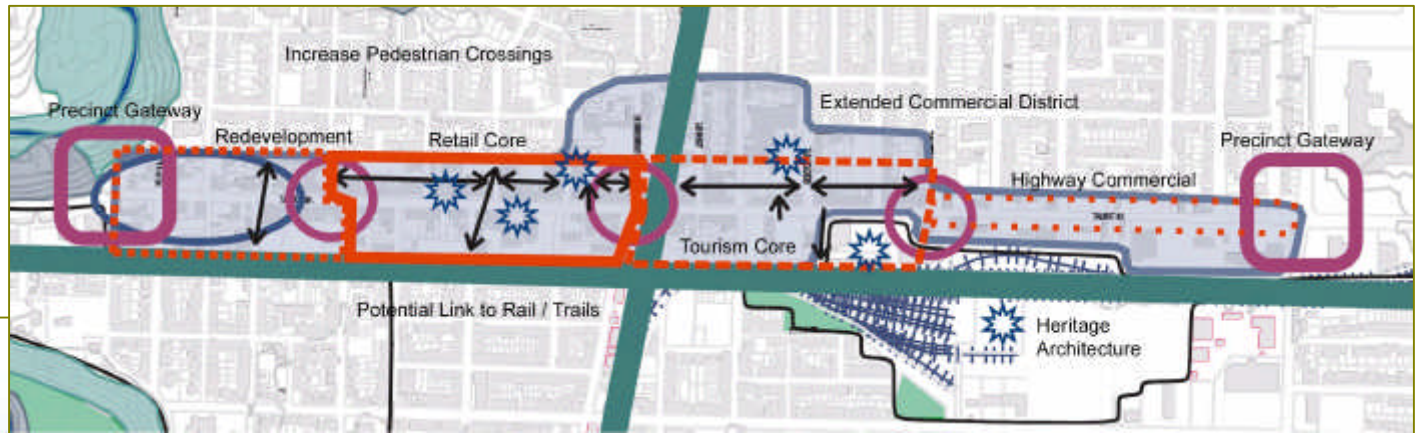 Increase Pedestrian Crossings
Precinct Gateway
Extended Commercial District
Redevelopment
Retail Core
Precinct Gateway
Highway Commercial
Tourism Core
Potential Link to Rail / Trails
Heritage
Architecture